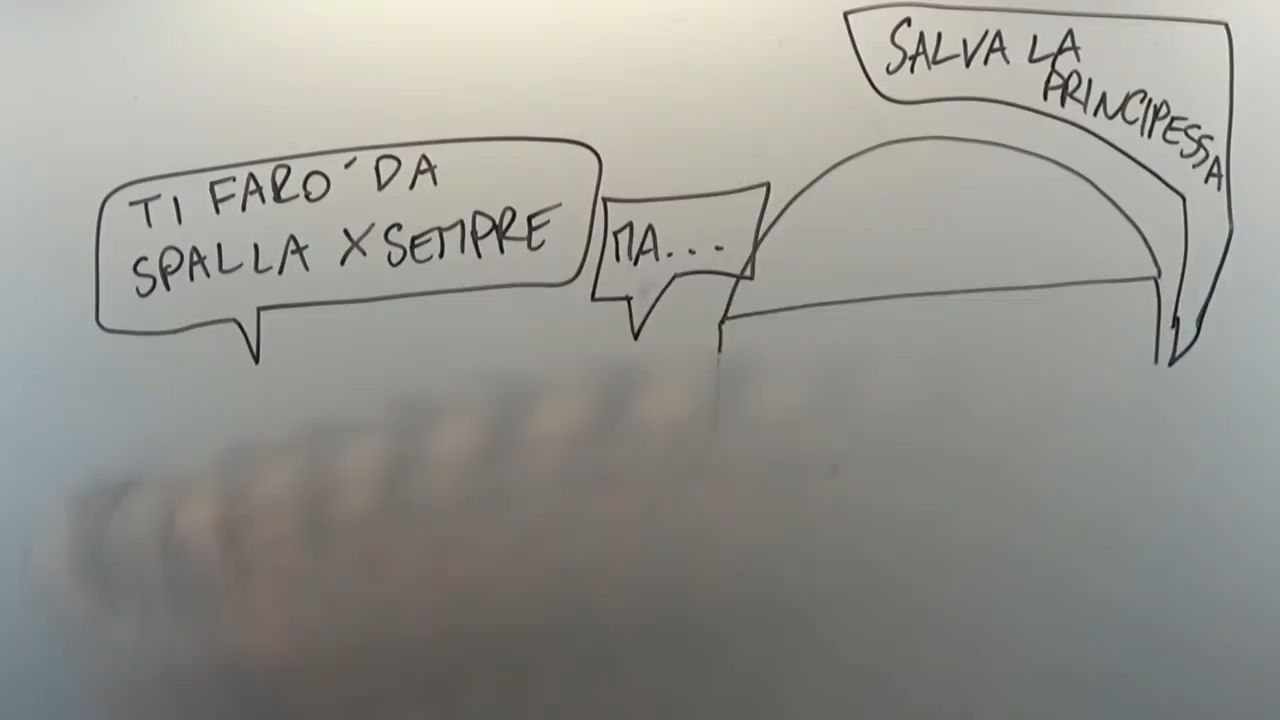 TI FARO´ DA
SPALLA X SEMPRE
MA...
SALVA LA
PRINCIPESSA